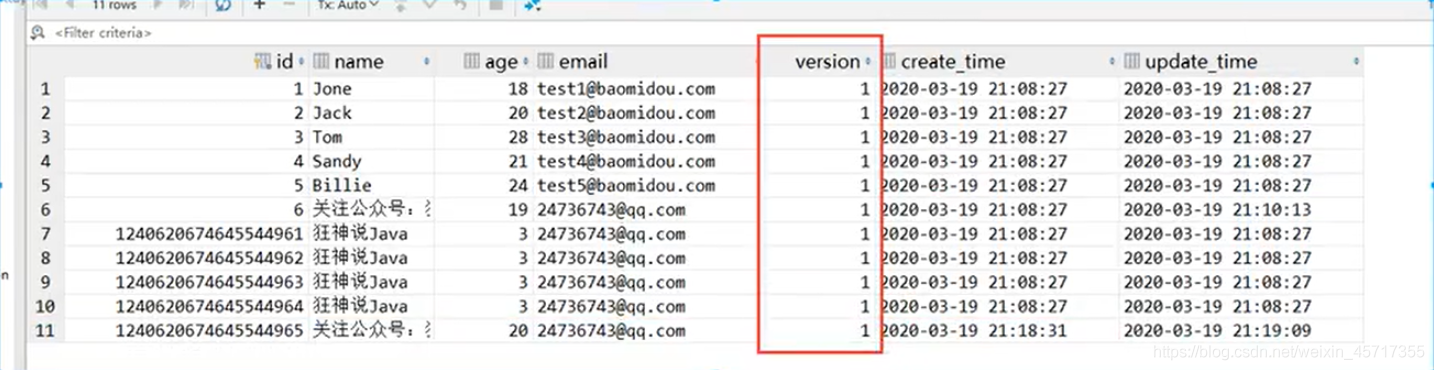 11 rows Tx: Auto
<Filter criteria>
id name age email version create_time update_time
1 1 Jone 18 test1@baomidou.com 1 2020-03-19 21:08:27 2020-03-19 21:08:27
2 2 Jack 20 test2@baomidou.com 1 2020-03-19 21:08:27 2020-03-19 21:08:27
3 3 Tom 28 test3@baomidou.com 1 2020-03-19 21:08:27 2020-03-19 21:08:27
4 4 Sandy 21 test4@baomidou.com 1 2020-03-19 21:08:27 2020-03-19 21:08:27
5 5 Billie 24 test5@baomidou.com 1 2020-03-19 21:08:27 2020-03-19 21:08:27
6 6 关注公众号: 19 24736743@qq.com 1 2020-03-19 21:08:27 2020-03-19 21:10:13
7 1240620674645544961 狂神说Java 3 24736743@qq.com 1 2020-03-19 21:08:27 2020-03-19 21:08:27
8 1240620674645544962 狂神说Java 3 24736743@qq.com 1 2020-03-19 21:08:27 2020-03-19 21:08:27
9 1240620674645544963 狂神说Java 3 24736743@qq.com 1 2020-03-19 21:08:27 2020-03-19 21:08:27
10 1240620674645544964 狂神说Java 3 24736743@qq.com 1 2020-03-19 21:08:27 2020-03-19 21:08:27
11 1240620674645544965 关注公众号: 20 24736743@qq.com 1 2020-03-19 21:18:31 2020-03-19 21:19:09
https://blog.csdn.net/weixin_45717355